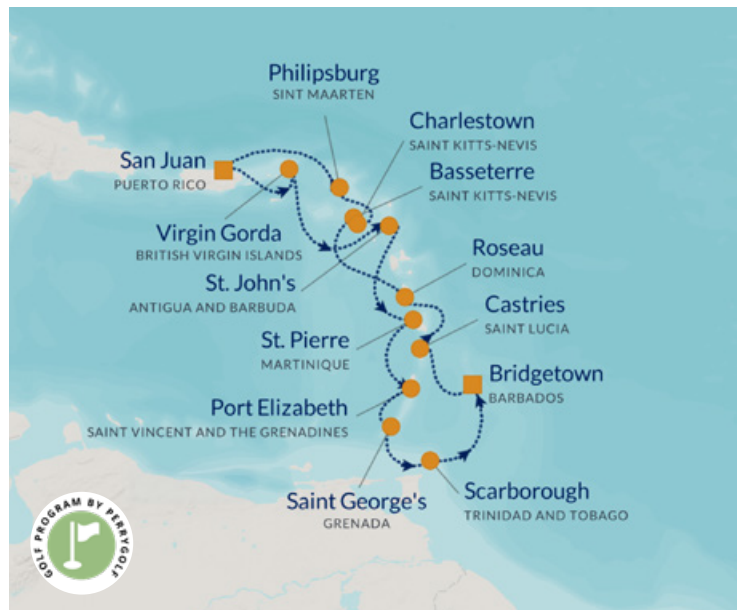 Philipsburg
SINT MAARTEN
Charlestown
SAINT KITTS-NEVIS
San Juan
PUERTO RICO
Basseterre
SAINT KITTS-NEVIS
Virgin Gorda
BRITISH VIRGIN ISLANDS
Roseau
DOMINICA
St. John's
ANTIGUA AND BARBUDA
Castries
SAINT LUCIA
St. Pierre
MARTINIQUE
Bridgetown
BARBADOS
Port Elizabeth
SAINT VINCENT AND THE GRENADINES
Saint George's
GRENADA
Scarborough
TRINIDAD AND TOBAGO
GOLF PROGRAM BY PERRYGOLF